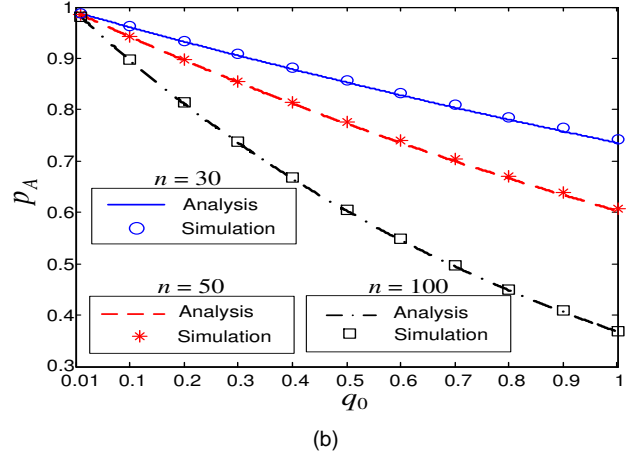 1
0.9
0.8
0.7
0.6
0.5
0.4
0.3
p_A
n = 30
Analysis
Simulation
n = 50
Analysis
Simulation
n = 100
Analysis
Simulation
0.01 0.1 0.2 0.3 0.4 0.5 0.6 0.7 0.8 0.9 1
q_0
(b)